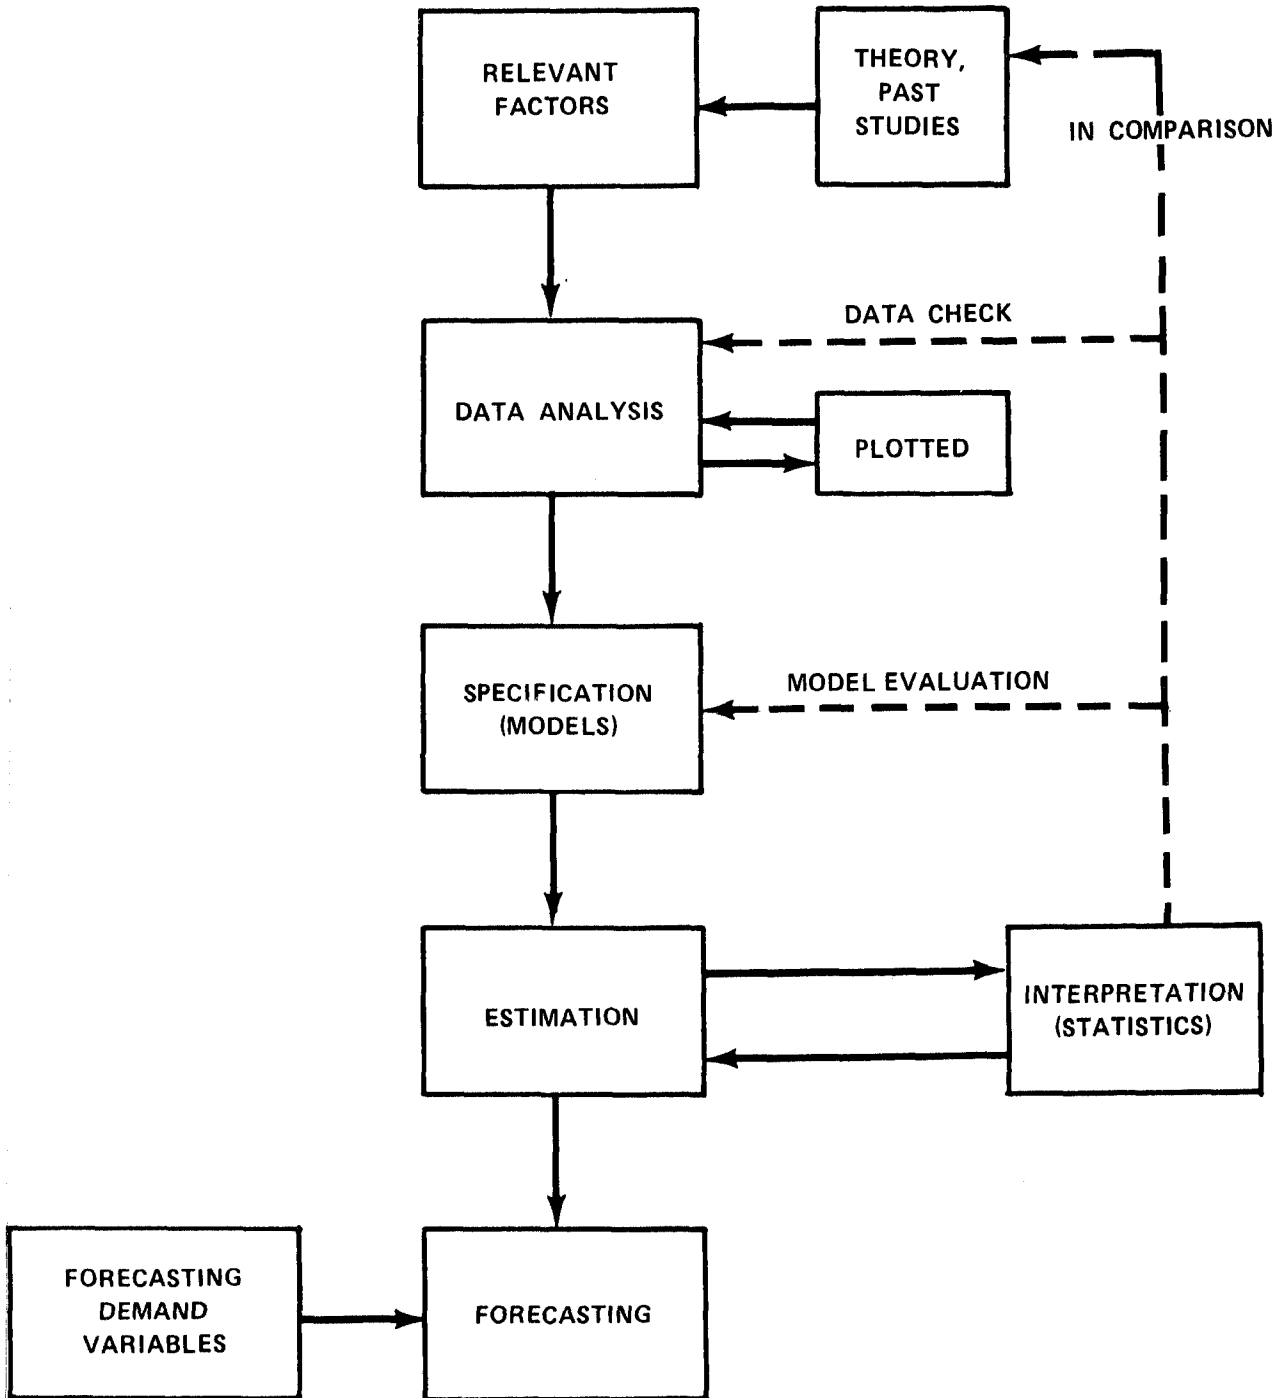 RELEVANT
FACTORS
THEORY,
PAST
STUDIES
IN COMPARISON
DATA CHECK
DATA ANALYSIS
PLOTTED
MODEL EVALUATION
SPECIFICATION
(MODELS)
ESTIMATION
INTERPRETATION
(STATISTICS)
FORECASTING
DEMAND
VARIABLES
FORECASTING